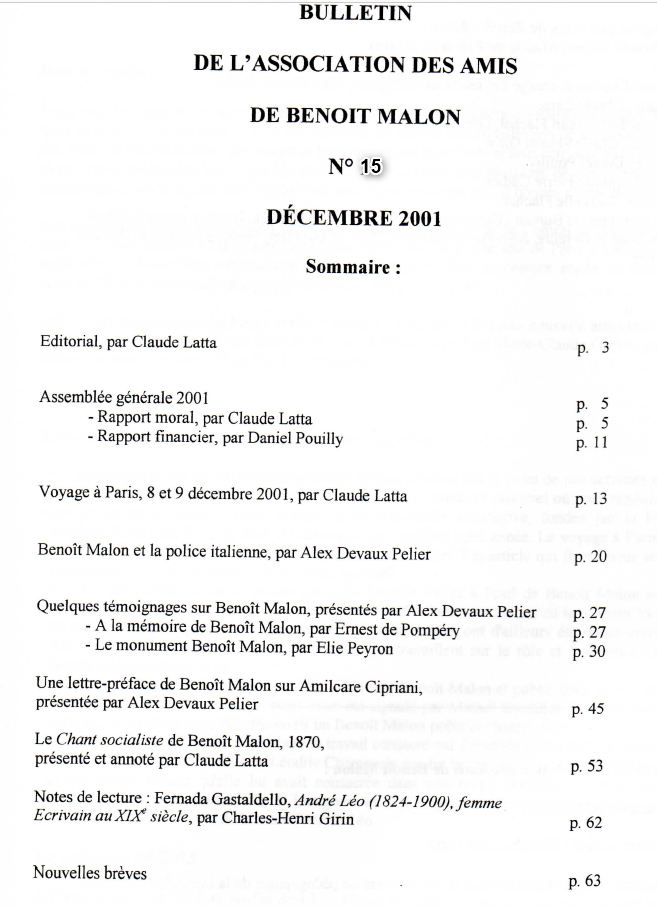 BULLETIN
DE L'ASSOCIATION DES AMIS
DE BENOIT MALON
N° 15
DÉCEMBRE 2001
Sommaire :
Editorial, par Claude Latta p. 3
Assemblée générale 2001 p. 5
- Rapport moral, par Claude Latta p. 5
- Rapport financier, par Daniel Pouilly p. 11
Voyage à Paris, 8 et 9 décembre 2001, par Claude Latta p. 13
Benoît Malon et la police italienne, par Alex Devaux Pelier p. 20
Quelques témoignages sur Benoît Malon, présentés par Alex Devaux Pelier p. 27
- A la mémoire de Benoît Malon, par Ernest de Pompéry p. 27
- Le monument Benoît Malon, par Elie Peyron p. 30
Une lettre-préface de Benoît Malon sur Amilcare Cipriani,
présentée par Alex Devaux Pelier p. 45
Le Chant socialiste de Benoît Malon, 1870,
présenté et annoté par Claude Latta p. 53
Notes de lecture : Fernada Gastaldello, André Léo (1824-1900), femme
Ecrivain au XIXe siècle, par Charles-Henri Girin p. 62
Nouvelles brèves p. 63